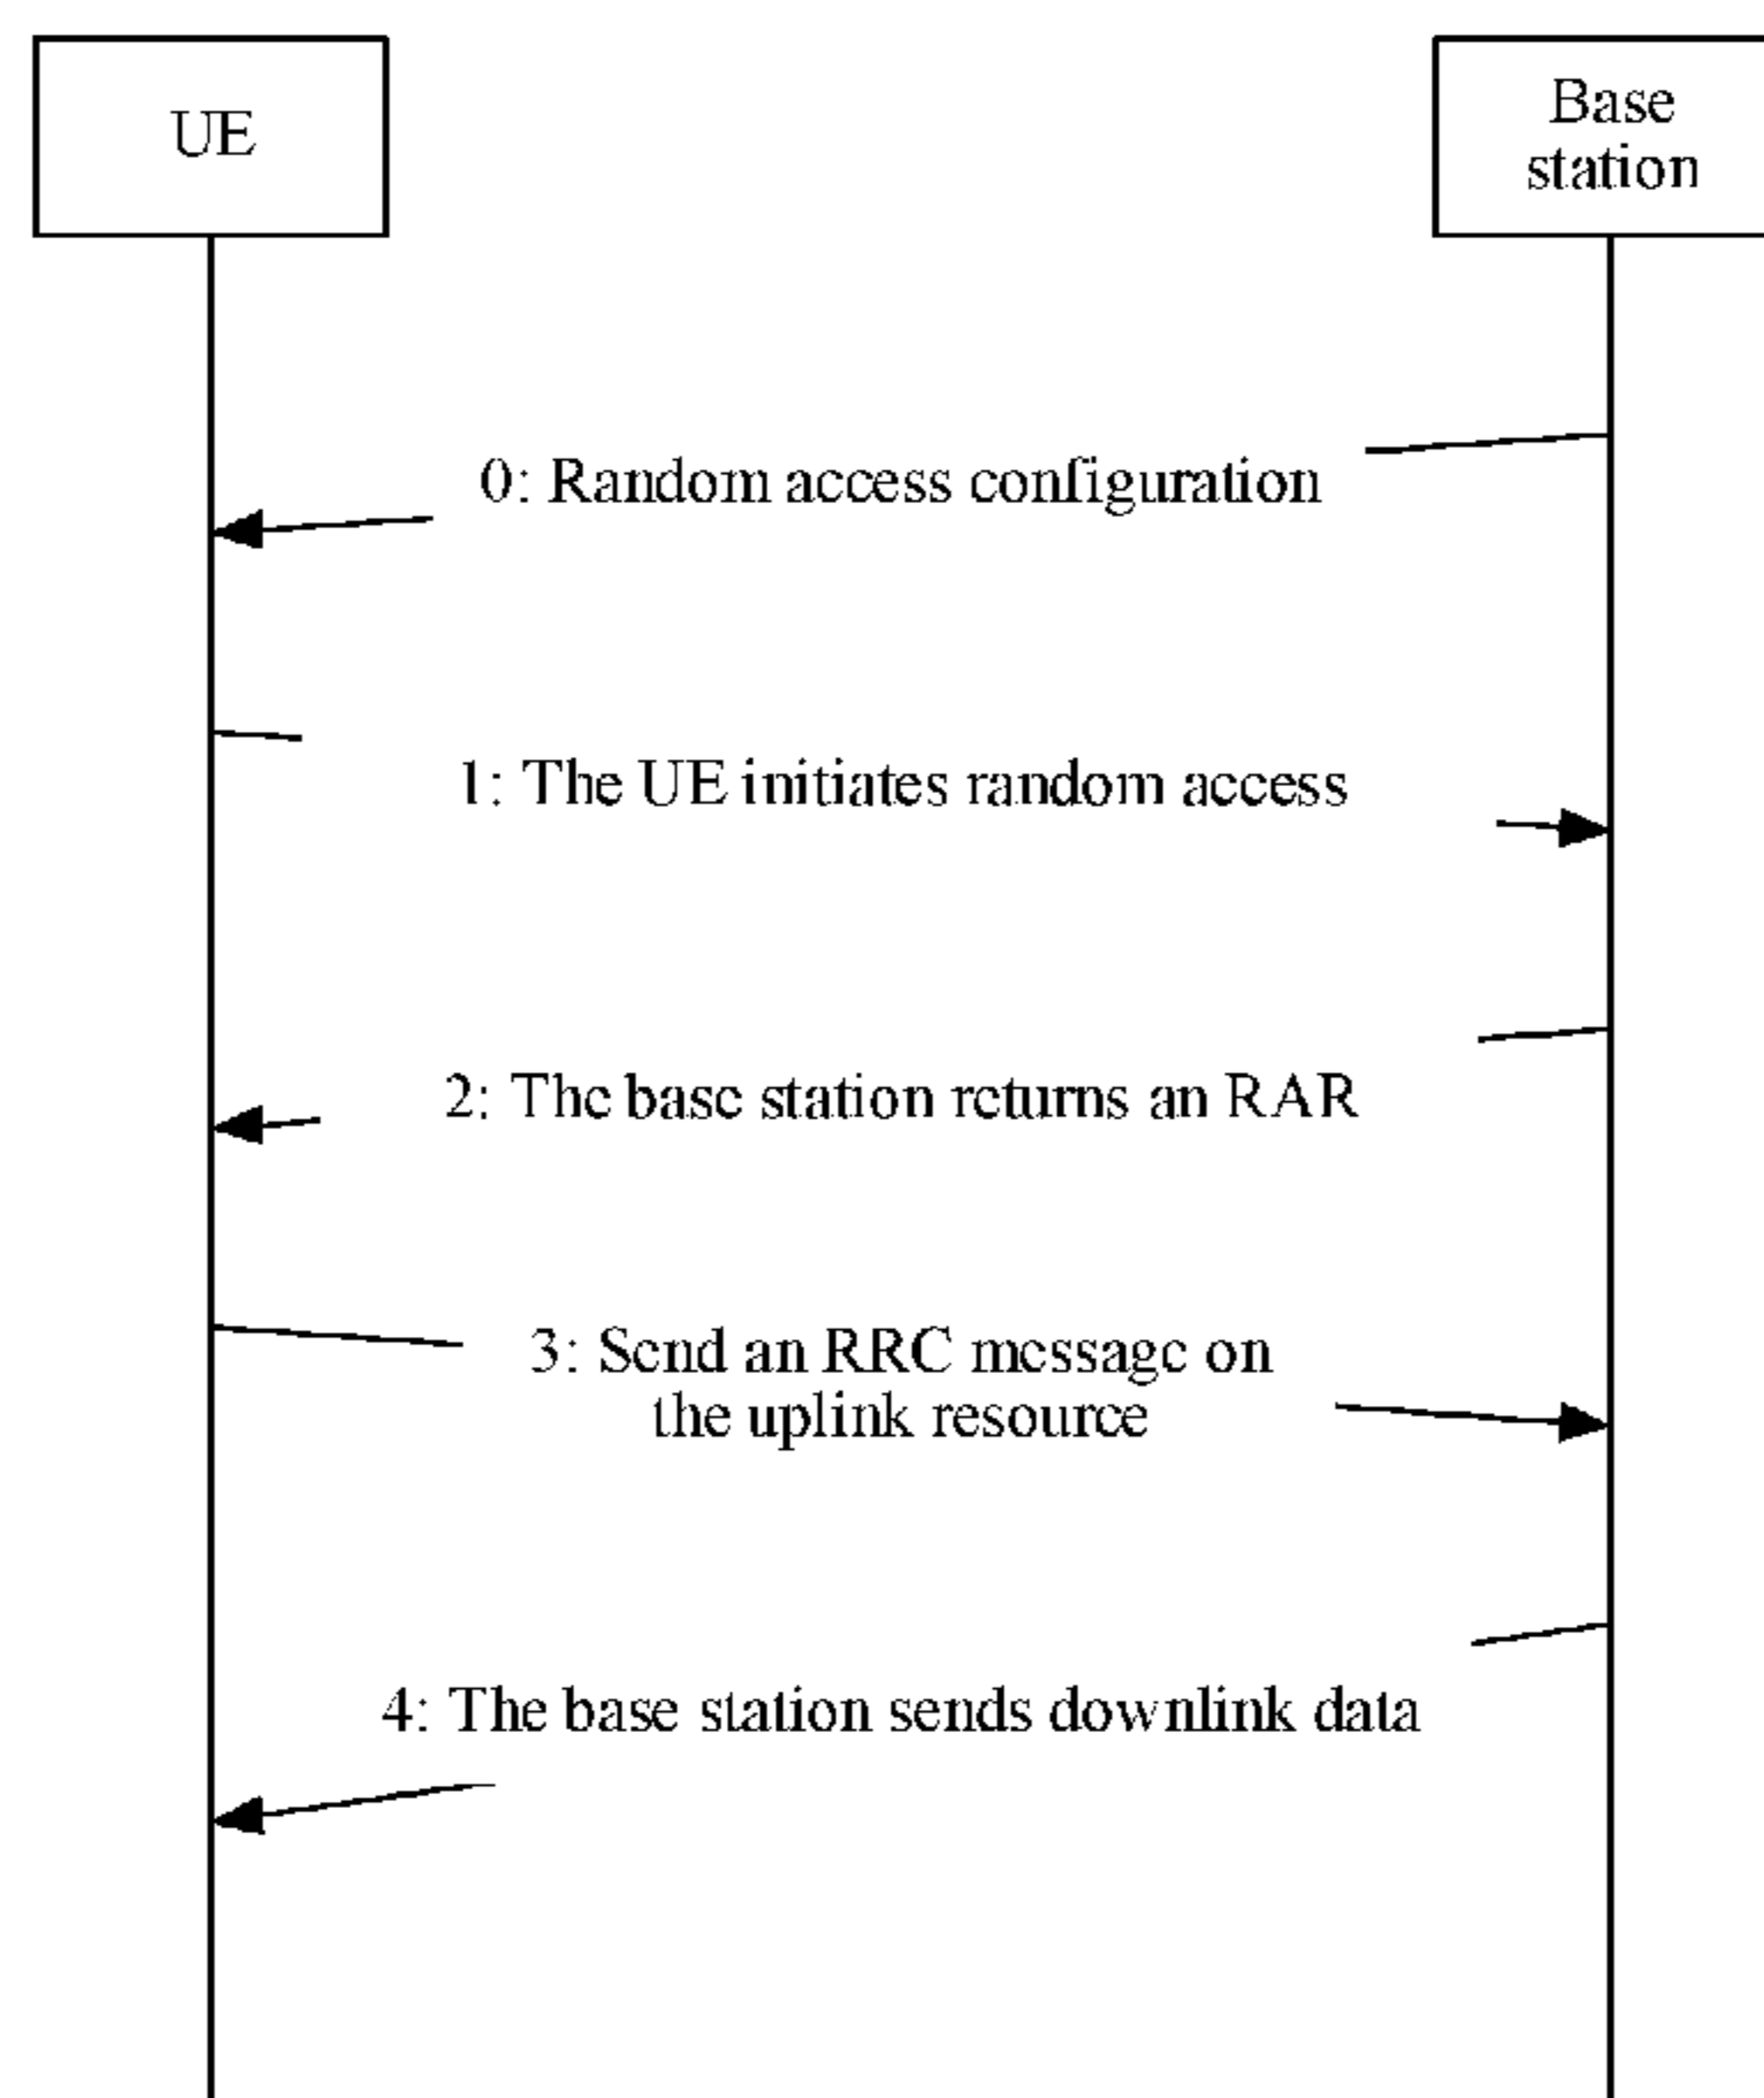 UE
Base
station
0: Random access configuration
1: The UE initiates random access
2: The base station returns an RAR
3: Send an RRC message on
the uplink resource
4: The base station sends downlink data